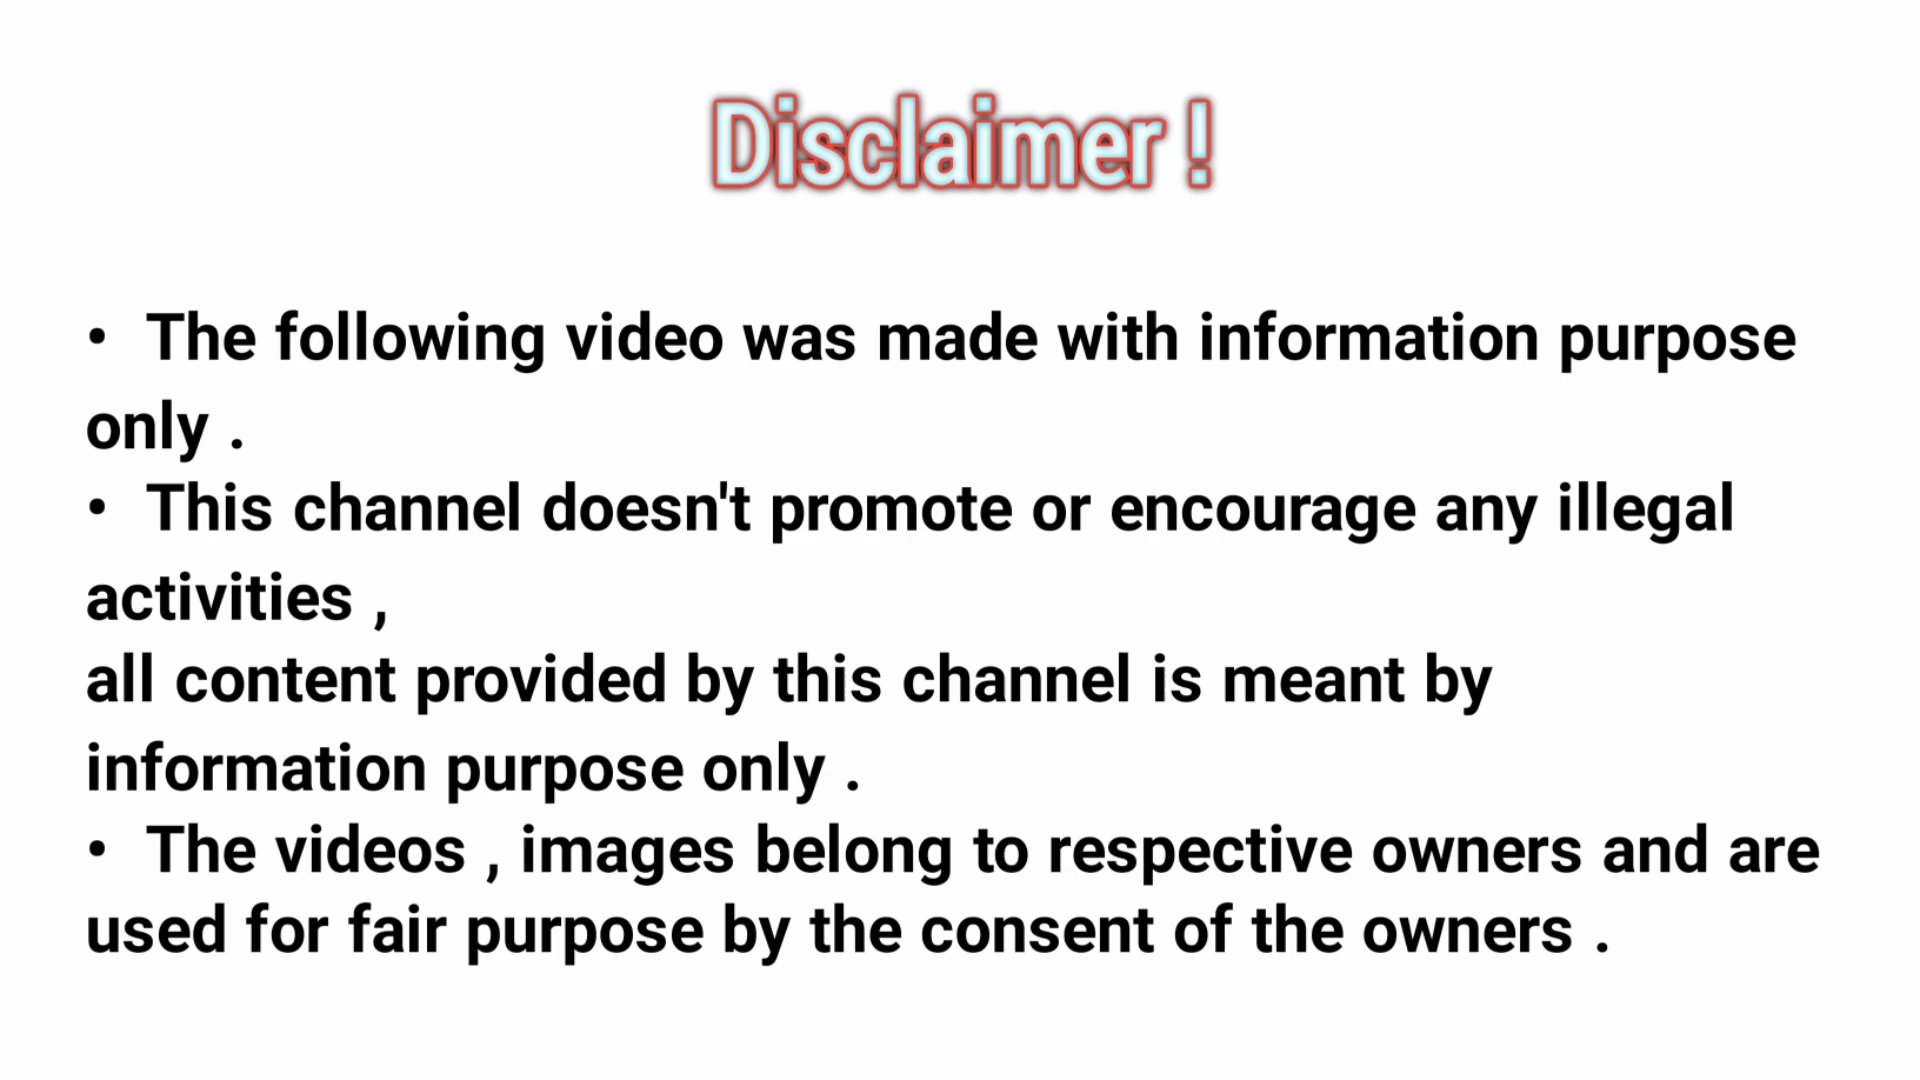 Disclaimer !
• The following video was made with information purpose
only .
• This channel doesn't promote or encourage any illegal
activities ,
all content provided by this channel is meant by
information purpose only .
• The videos , images belong to respective owners and are
used for fair purpose by the consent of the owners .